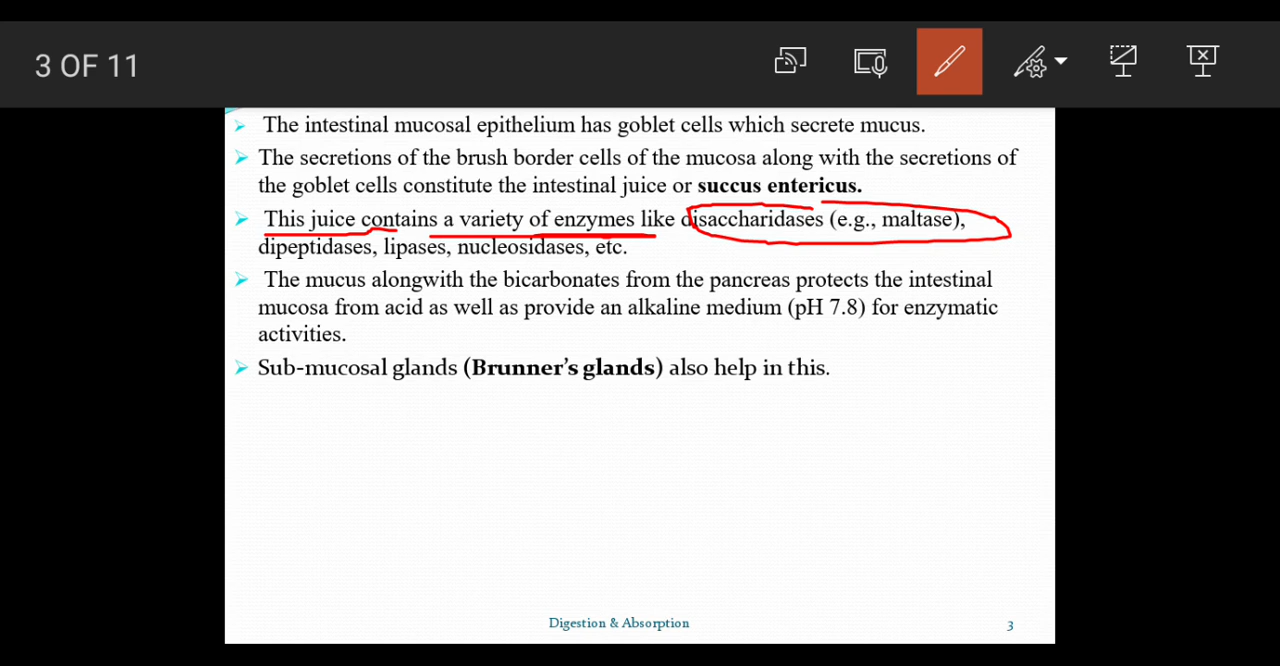 3 OF 11
The intestinal mucosal epithelium has goblet cells which secrete mucus.
The secretions of the brush border cells of the mucosa along with the secretions of
the goblet cells constitute the intestinal juice or succus entericus.
This juice contains a variety of enzymes like disaccharidases (e.g., maltase),
dipeptidases, lipases, nucleosidases, etc.
The mucus alongwith the bicarbonates from the pancreas protects the intestinal
mucosa from acid as well as provide an alkaline medium (pH 7.8) for enzymatic
activities.
Sub-mucosal glands (Brunner's glands) also help in this.
Digestion & Absorption
3